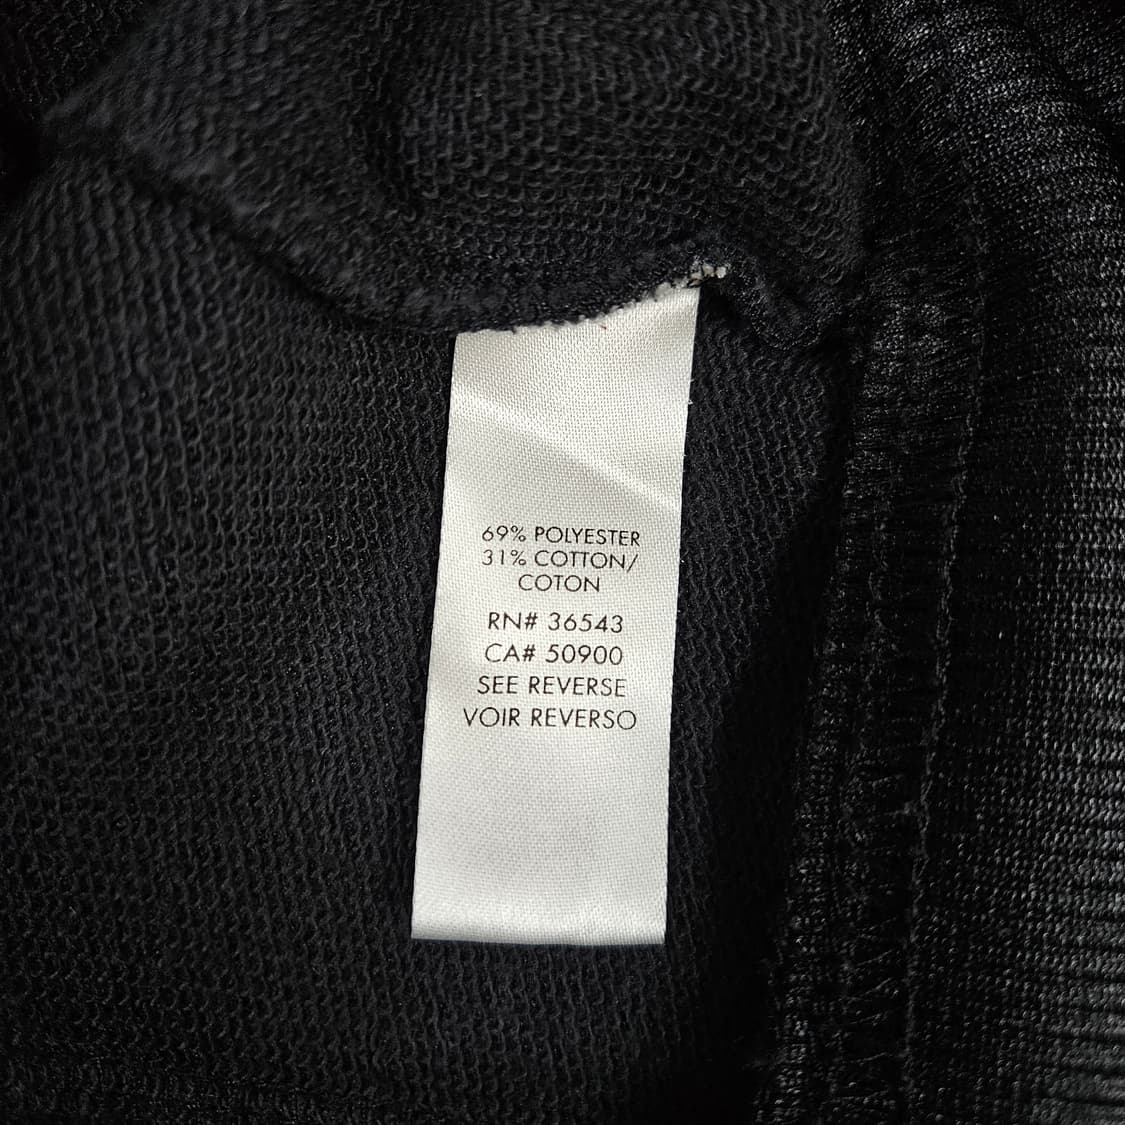 69% POLYESTER
31% COTTON/
COTON
RN# 36543
CA# 50900
SEE REVERSE
VOIR REVERSO